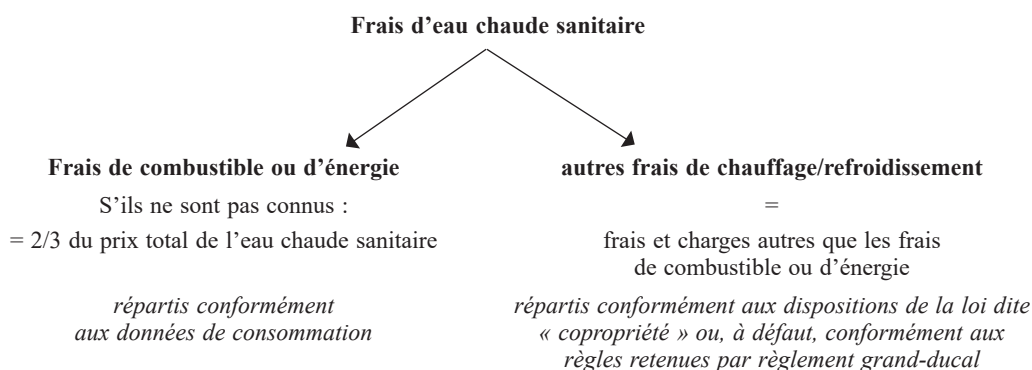 Frais d'eau chaude sanitaire
Frais de combustible ou d'énergie
S'ils ne sont pas connus :
= 2/3 du prix total de l'eau chaude sanitaire
répartis conformément
aux données de consommation
autres frais de chauffage/refroidissement
=
frais et charges autres que les frais
de combustible ou d'énergie
répartis conformément aux dispositions de la loi dite
« copropriété » ou, à défaut, conformément aux
règles retenues par règlement grand-ducal